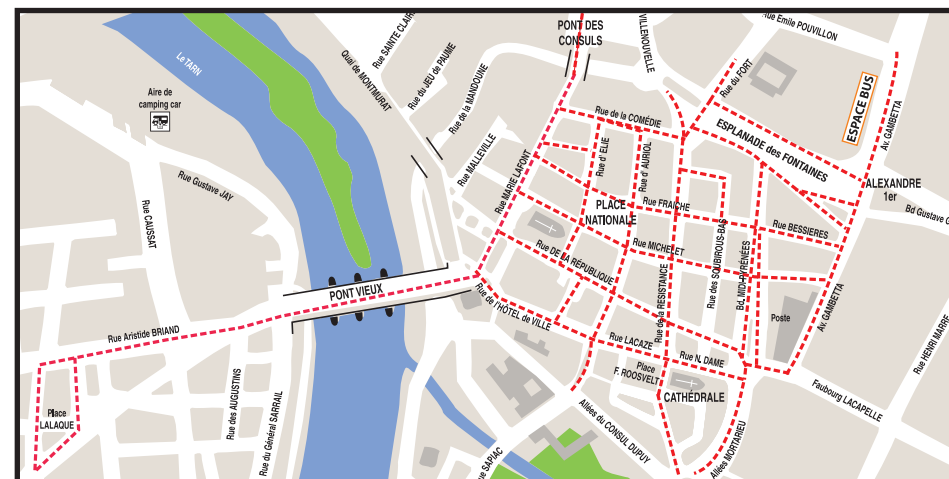 PONT DES
CONSULS
VILLENOUVELLE
Rue Emile POUVILLON
Rue SAINTE CLAIRE
Quai de MONTMURAT
Rue du JEU de PAUME
Le TARN
Rue du FORT
ESPACE BUS
Aire de
camping car
Rue de la MANDOUNE
Rue de la COMÉDIE
ESPLANADE des FONTAINES
Av. GAMBETTA
Rue MALLEVILLE
Rue d' ELIE
Rue d' AURIOL
Rue MARIE LAFONT
Rue Gustave JAY
ALEXANDRE
1er
Rue CAUSSAT
PLACE
NATIONALE
Rue FRAICHE
Bd Gustave G
Rue BESSIERES
Rue MICHELET
Rue DE LA RÉPUBLIQUE
Rue des SOUBIROUS-BAS
Bd. MIDI-PYRÉNÉES
Rue de la RESISTANCE
PONT VIEUX
Rue de l'HÔTEL de VILLE
Av. GAMBETTA
Poste
Rue HENRI MARRE
Rue Aristide BRIAND
Rue LACAZE
Rue N. DAME
Place
F. ROOSVELT
CATHÉDRALE
Faubourg LACAPELLE
Place
LALAQUE
Rue des AUGUSTINS
Rue du Général SARRAIL
Allées du CONSUL DUPUY
Allées MORTARIEU
Rue SAPIAC